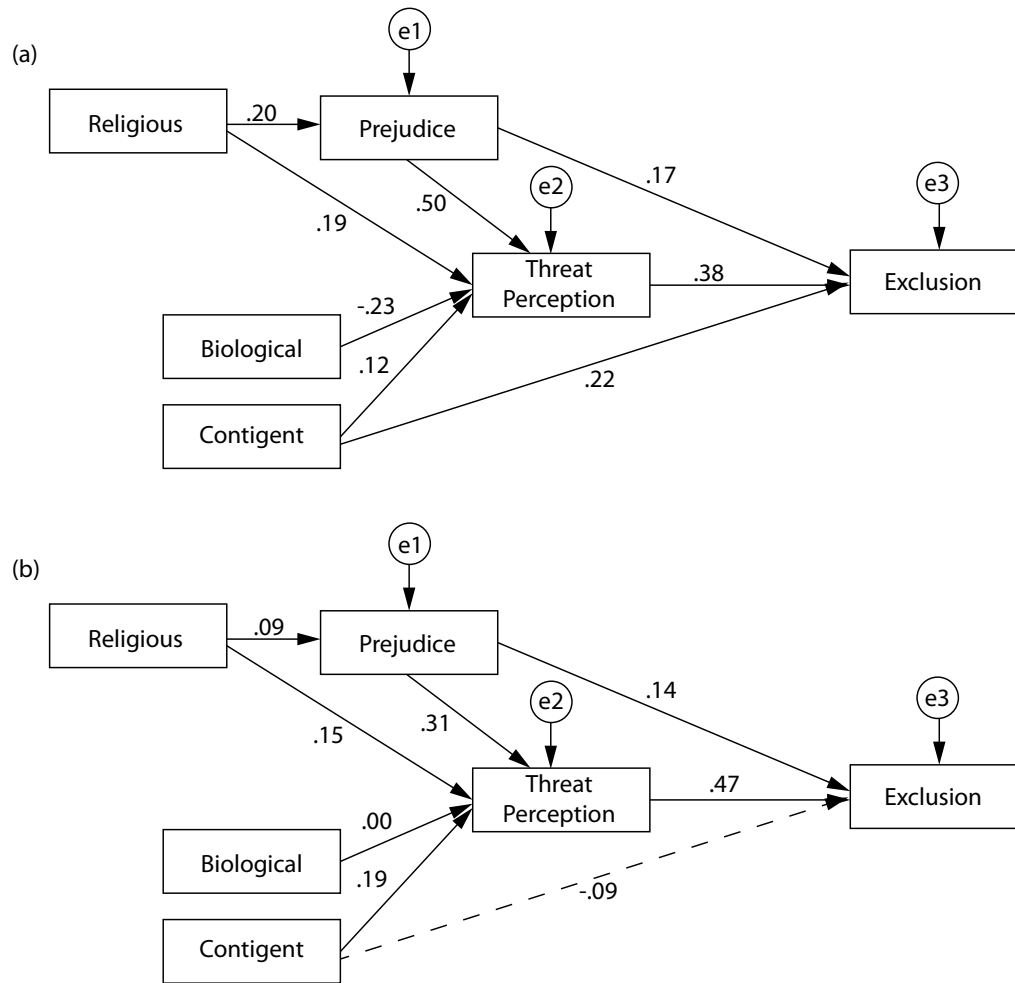 (a)
e1
Religious
.20
Prejudice
.17
e2
e3
.50
.19
Threat
Perception
.38
Exclusion
-.23
Biological
.12
.22
Contigent
(b)
e1
Religious
.09
Prejudice
.14
e2
e3
.31
.15
Threat
Perception
.47
Exclusion
.00
Biological
.19
-.09
Contigent